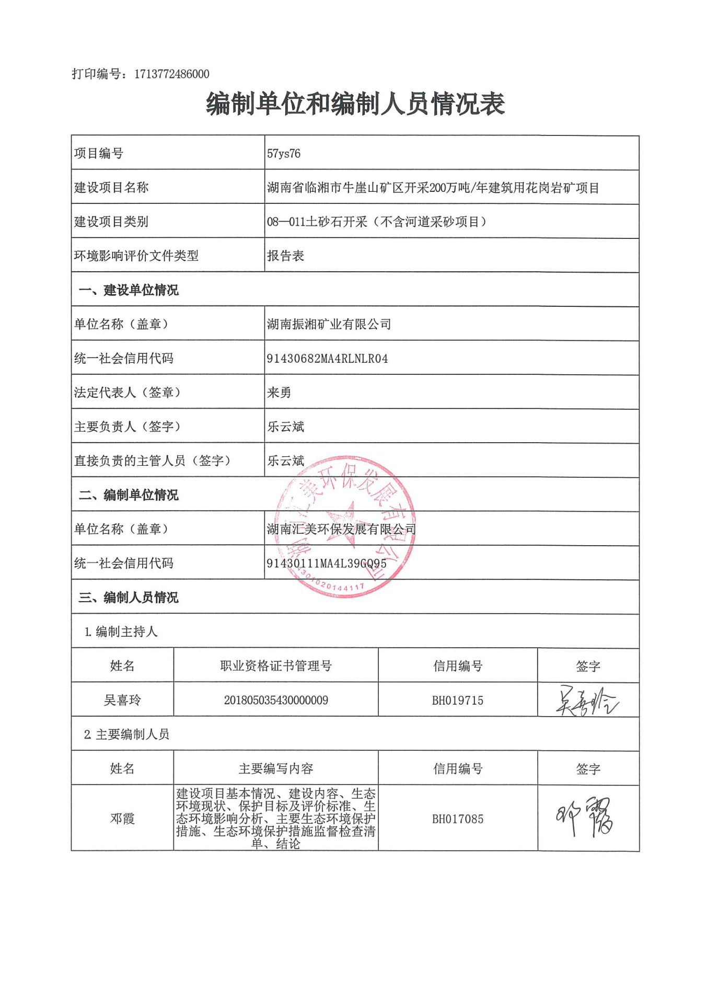 打印编号：1713772486000
编制单位和编制人员情况表
项目编号 57ys76
建设项目名称 湖南省临湘市牛崖山矿区开采200万吨/年建筑用花岗岩矿项目
建设项目类别 08—011土砂石开采（不含河道采砂项目）
环境影响评价文件类型 报告表
一、建设单位情况
单位名称（盖章） 湖南振湘矿业有限公司
统一社会信用代码 91430682MA4RLNLR04
法定代表人（签章） 来勇
主要负责人（签字） 乐云斌
直接负责的主管人员（签字） 乐云斌
二、编制单位情况
单位名称（盖章） 湖南汇美环保发展有限公司
统一社会信用代码 91430111MA4L39GQ95
湖南汇美环保发展有限公司
4301020144117
三、编制人员情况
1. 编制主持人
姓名 职业资格证书管理号 信用编号 签字
吴喜玲 201805035430000009 BH019715 吴喜玲
2. 主要编制人员
姓名 主要编写内容 信用编号 签字
建设项目基本情况、建设内容、生态
环境现状、保护目标及评价标准、生
邓霞 态环境影响分析、主要生态环境保护 BH017085 邓霞
措施、生态环境保护措施监督检查清
单、结论